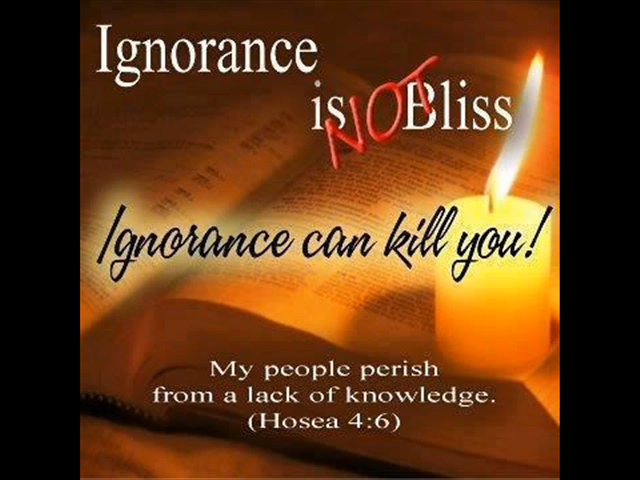 Ignorance
is NOT Bliss
Ignorance can kill you!
My people perish
from a lack of knowledge.
(Hosea 4:6)